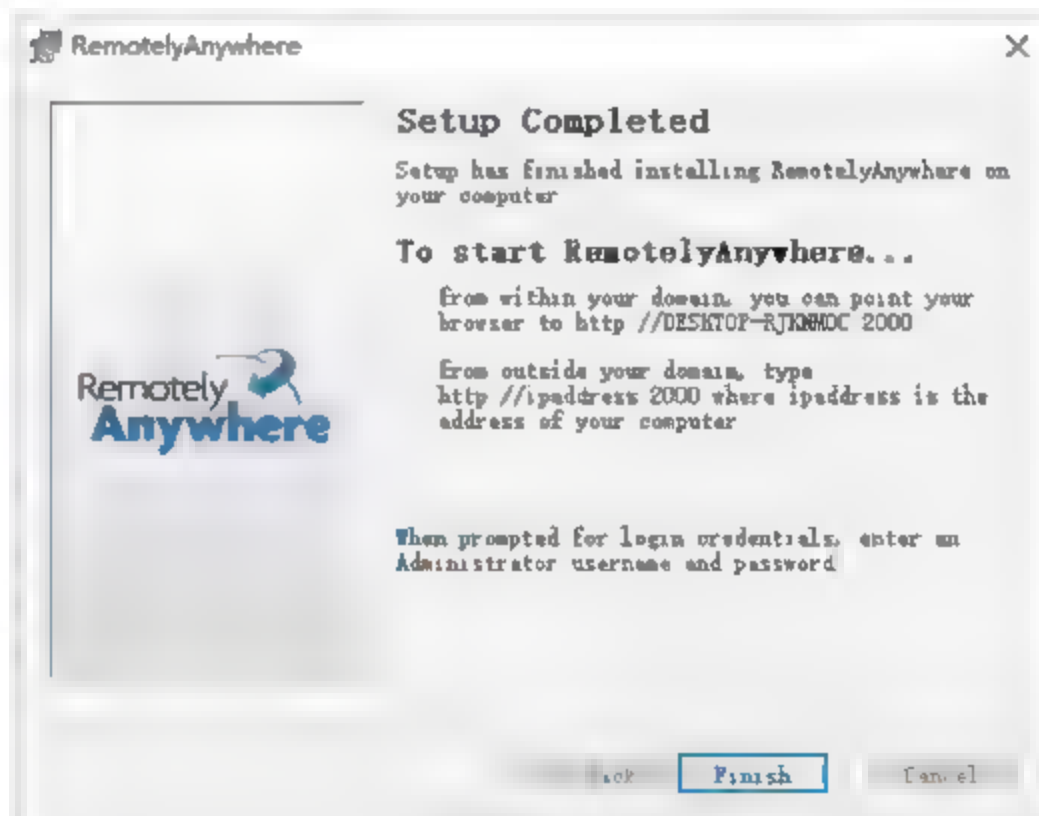 RemotelyAnywhere
Setup Completed
Setup has finished installing RemotelyAnywhere on
your computer
To start RemotelyAnywhere...
from within your domain, you can point your
browser to http //DESKTOP-RJKNMOC 2000
from outside your domain, type
http //ipaddress 2000 where ipaddress is the
address of your computer
Remotely
Anywhere
When prompted for login credentials, enter an
Administrator username and password
Finish
Cancel